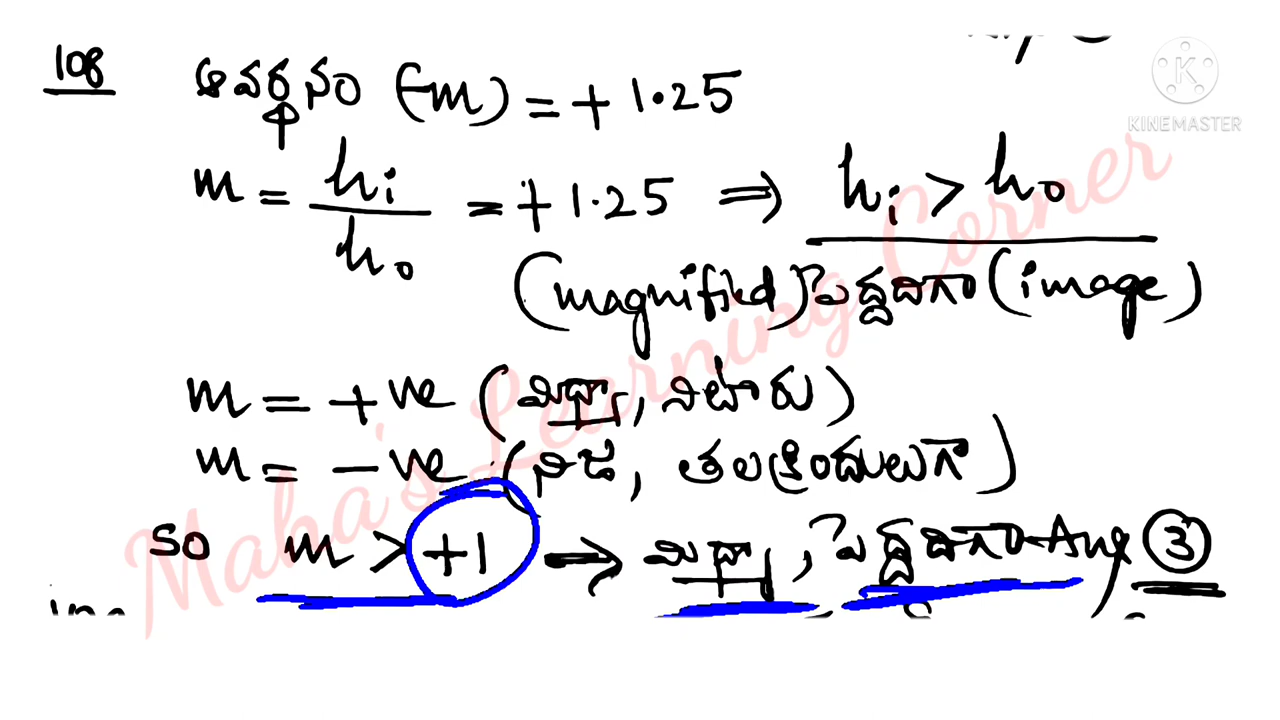 108 ఆవర్థనం (-m) = + 1.25
KINEMASTER
m = hi/ho = + 1.25 ⇒ hi > ho
(magnified) పెద్దదిగా (image)
m = +ve (మిథ్యా, నిటారు)
m = -ve (నిజ, తలక్రిందులుగా)
so m > +1 ⇒ మిథ్యా, పెద్దదిగా - Ans ③
Maha's Learning Corner